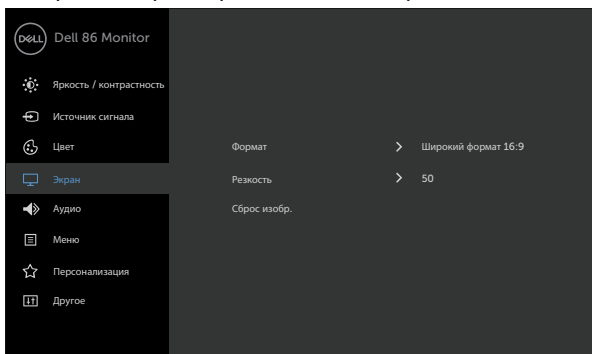 DELL Dell 86 Monitor
Яркость / контрастность
Источник сигнала
Цвет Формат Широкий формат 16:9
Экран Резкость 50
Аудио Сброс изобр.
Меню
Персонализация
Другое